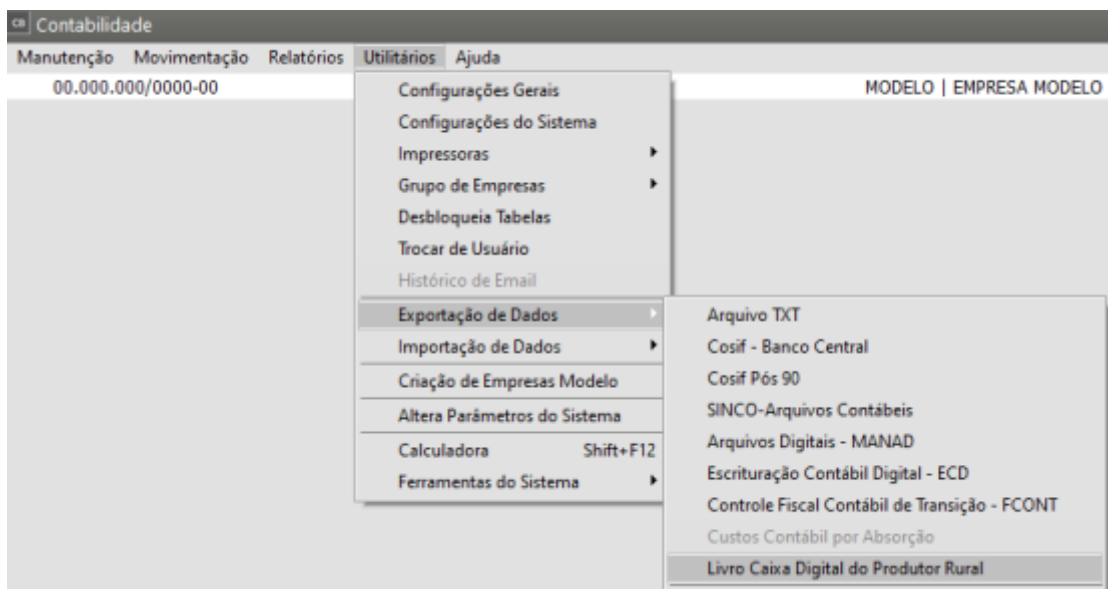 CB Contabilidade
Manutenção Movimentação Relatórios Utilitários Ajuda
00.000.000/0000-00 MODELO | EMPRESA MODELO
Configurações Gerais
Configurações do Sistema
Impressoras
Grupo de Empresas
Desbloqueia Tabelas
Trocar de Usuário
Histórico de Email
Exportação de Dados
Importação de Dados
Criação de Empresas Modelo
Altera Parâmetros do Sistema
Calculadora Shift+F12
Ferramentas do Sistema
Arquivo TXT
Cosif - Banco Central
Cosif Pós 90
SINCO-Arquivos Contábeis
Arquivos Digitais - MANAD
Escrituração Contábil Digital - ECD
Controle Fiscal Contábil de Transição - FCONT
Custos Contábil por Absorção
Livro Caixa Digital do Produtor Rural